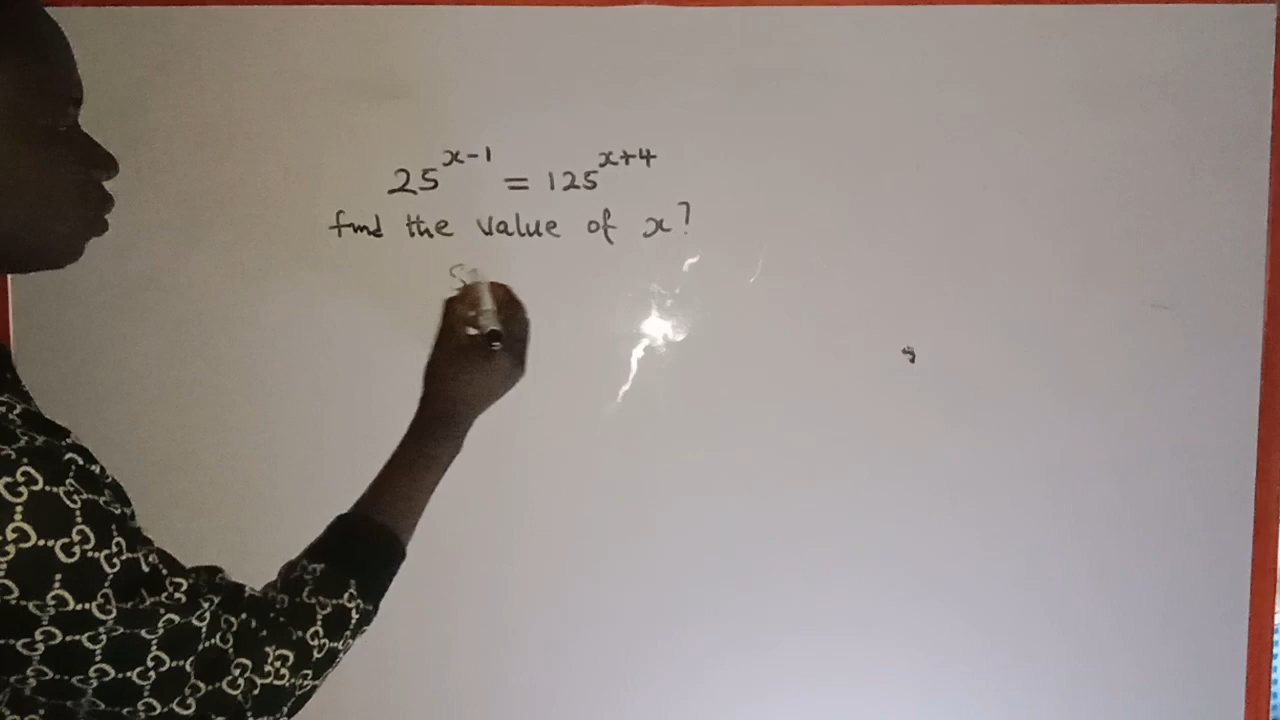 25^{x-1} = 125^{x+4}
find the value of x?